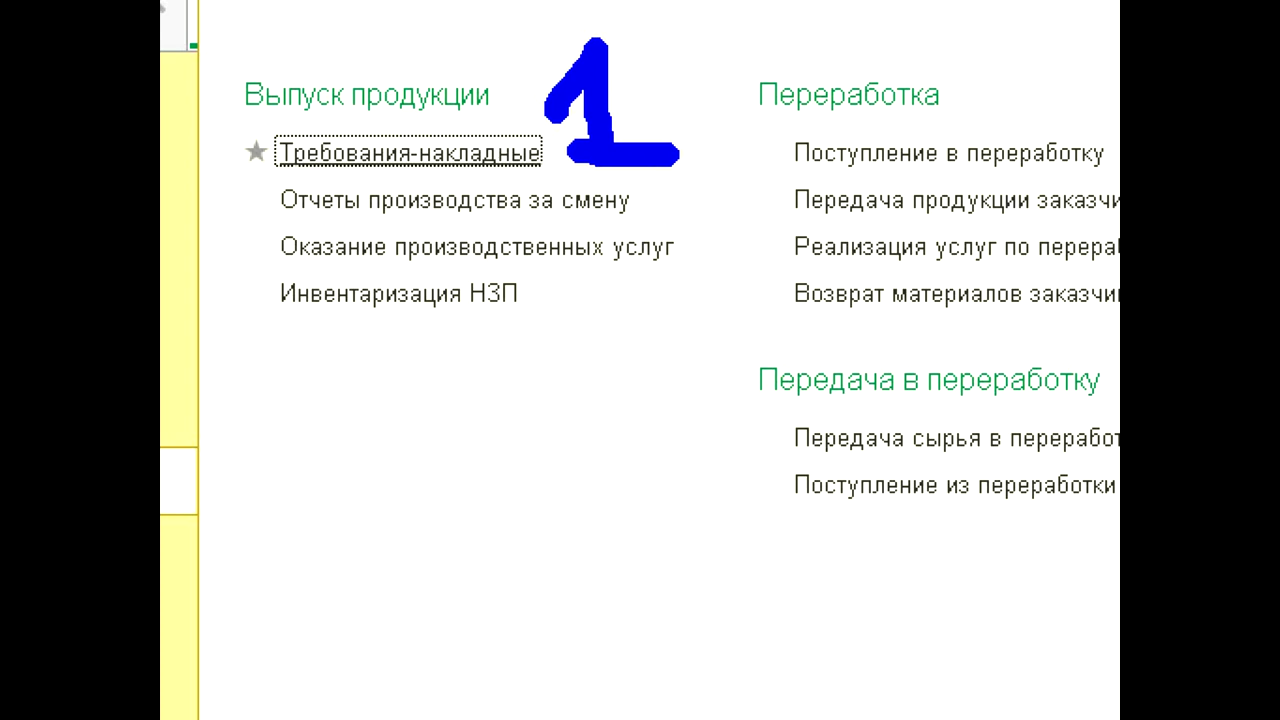 Выпуск продукции
1
Требования-накладные
Отчеты производства за смену
Оказание производственных услуг
Инвентаризация НЗП
Переработка
Поступление в переработку
Передача продукции заказчи
Реализация услуг по перера
Возврат материалов заказчи
Передача в переработку
Передача сырья в перерабо
Поступление из переработки